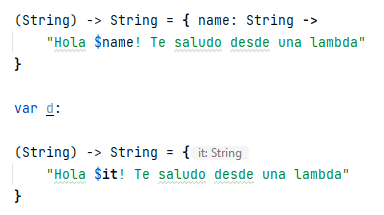 (String) -> String = { name: String ->
"Hola $name! Te saludo desde una lambda"
}
var d:
(String) -> String = { it: String
"Hola $it! Te saludo desde una lambda"
}